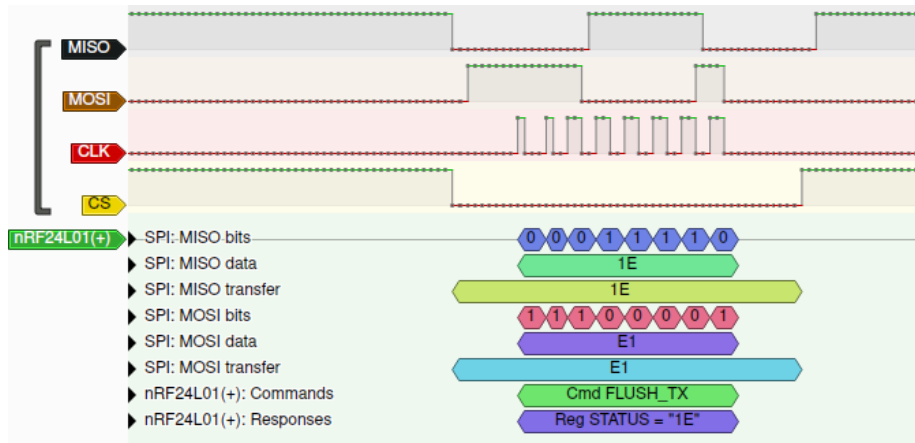 MISO
MOSI
CLK
CS
nRF24L01(+) SPI: MISO bits 0 0 0 1 1 1 1 0
SPI: MISO data 1E
SPI: MISO transfer 1E
SPI: MOSI bits 1 1 1 0 0 0 0 1
SPI: MOSI data E1
SPI: MOSI transfer E1
nRF24L01(+): Commands Cmd FLUSH_TX
nRF24L01(+): Responses Reg STATUS = "1E"